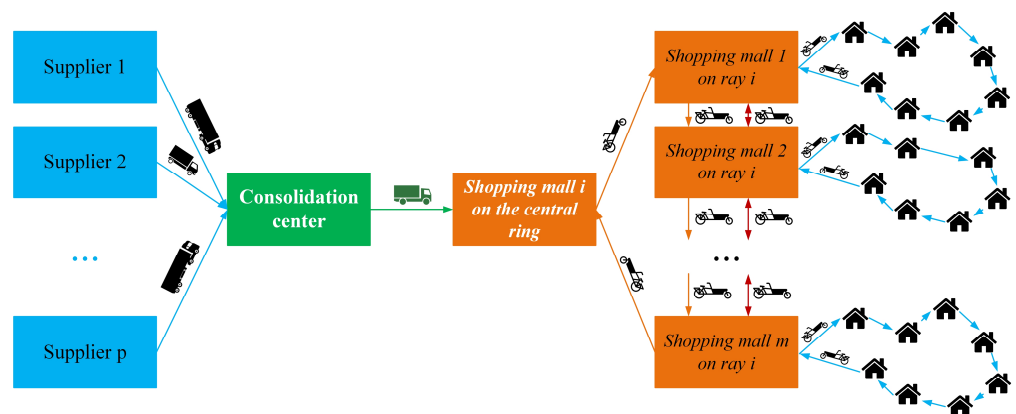 Supplier 1
Supplier 2
...
Supplier p
Consolidation
center
Shopping mall i
on the central
ring
Shopping mall 1
on ray i
Shopping mall 2
on ray i
...
Shopping mall m
on ray i